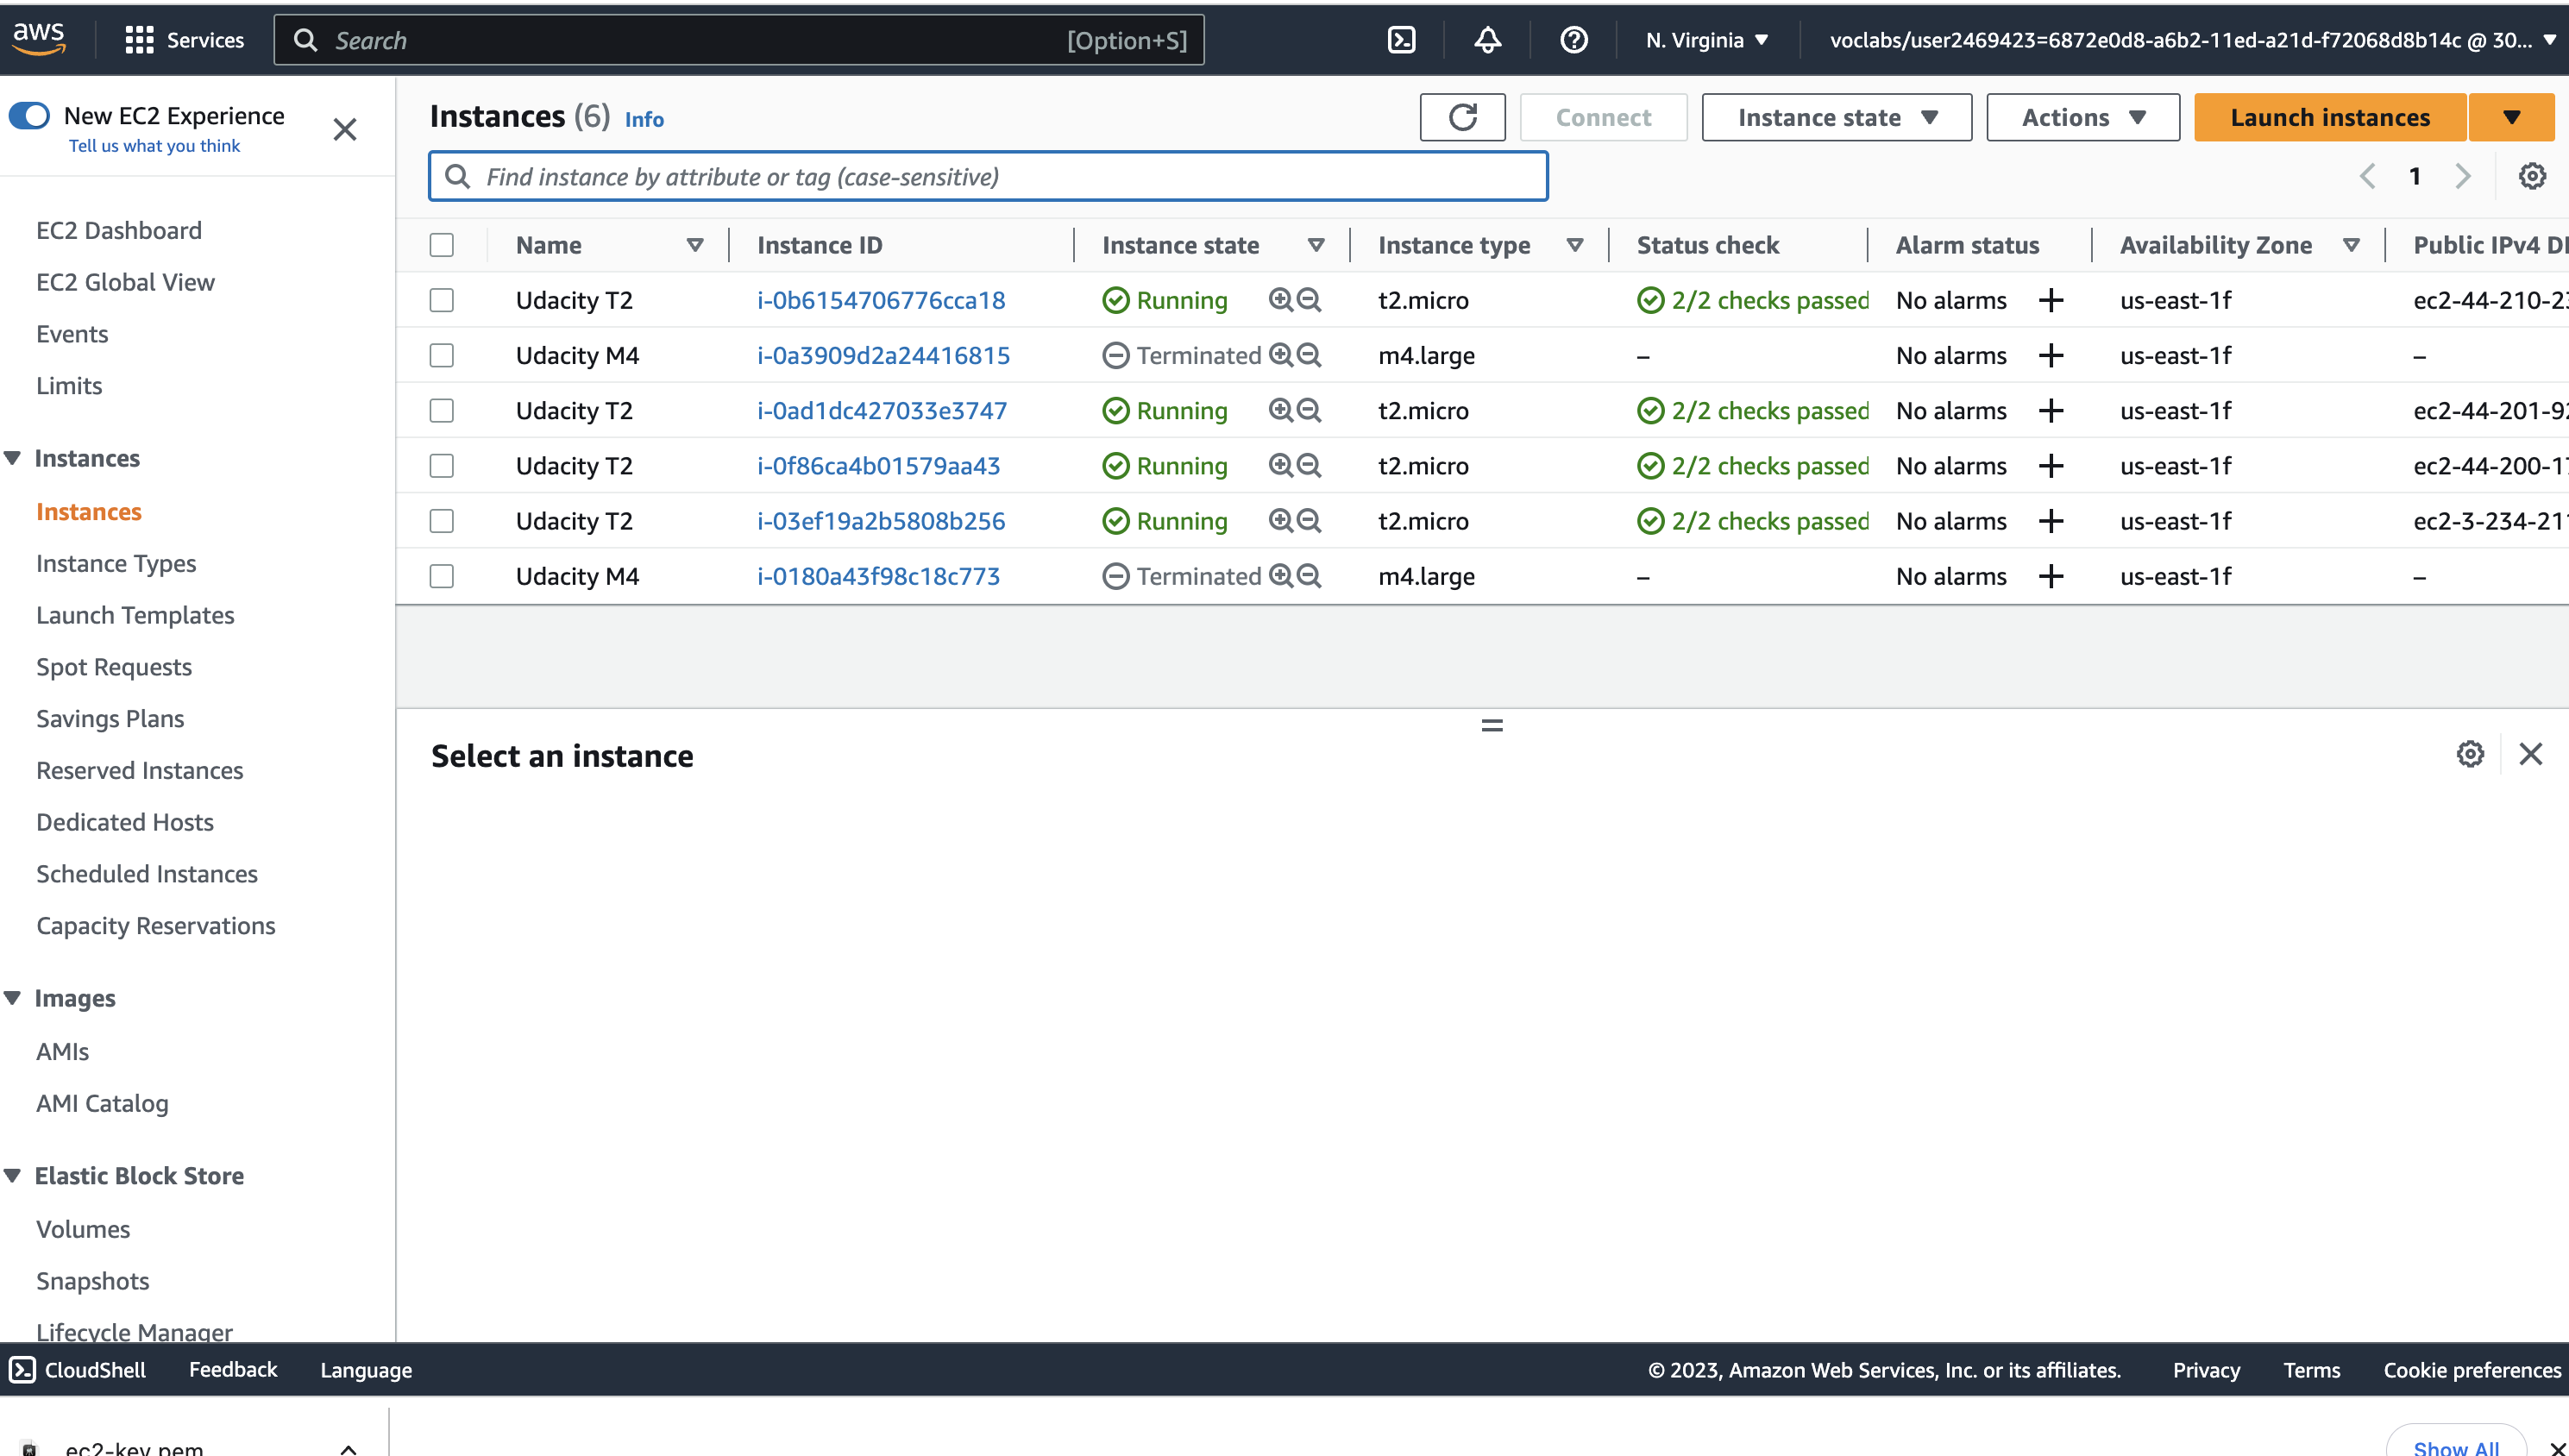 aws Services Search [Option+S] N. Virginia voclabs/user2469423=6872e0d8-a6b2-11ed-a21d-f72068d8b14c @ 30...
New EC2 Experience
Tell us what you think
EC2 Dashboard
EC2 Global View
Events
Limits
Instances
Instances
Instance Types
Launch Templates
Spot Requests
Savings Plans
Reserved Instances
Dedicated Hosts
Scheduled Instances
Capacity Reservations
Images
AMIs
AMI Catalog
Elastic Block Store
Volumes
Snapshots
Lifecycle Manager
Instances (6) Info Connect Instance state Actions Launch instances
Find instance by attribute or tag (case-sensitive) 1
Name Instance ID Instance state Instance type Status check Alarm status Availability Zone Public IPv4 D
Udacity T2 i-0b6154706776cca18 Running t2.micro 2/2 checks passed No alarms us-east-1f ec2-44-210-23
Udacity M4 i-0a3909d2a24416815 Terminated m4.large – No alarms us-east-1f –
Udacity T2 i-0ad1dc427033e3747 Running t2.micro 2/2 checks passed No alarms us-east-1f ec2-44-201-92
Udacity T2 i-0f86ca4b01579aa43 Running t2.micro 2/2 checks passed No alarms us-east-1f ec2-44-200-17
Udacity T2 i-03ef19a2b5808b256 Running t2.micro 2/2 checks passed No alarms us-east-1f ec2-3-234-211
Udacity M4 i-0180a43f98c18c773 Terminated m4.large – No alarms us-east-1f –
Select an instance
CloudShell Feedback Language © 2023, Amazon Web Services, Inc. or its affiliates. Privacy Terms Cookie preferences
ec2-key.pem Show All